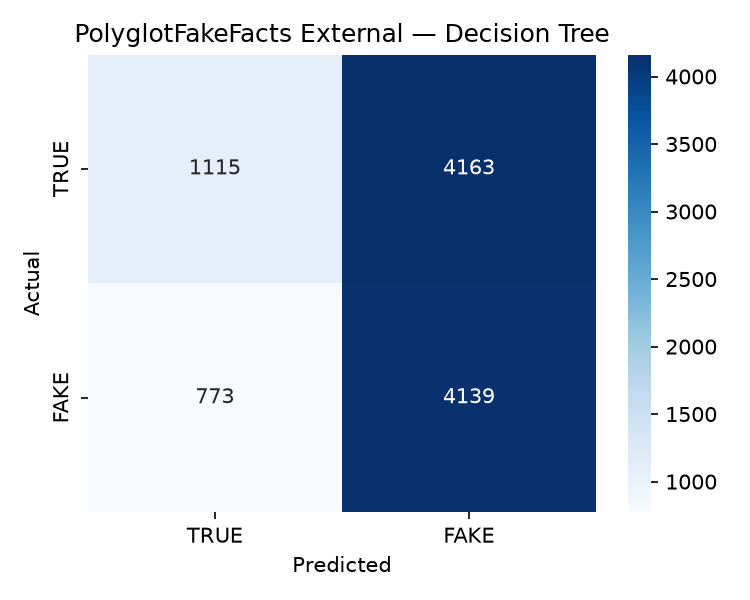 PolyglotFakeFacts External — Decision Tree
Actual
TRUE
FAKE
1115
4163
773
4139
TRUE
FAKE
Predicted
4000
3500
3000
2500
2000
1500
1000